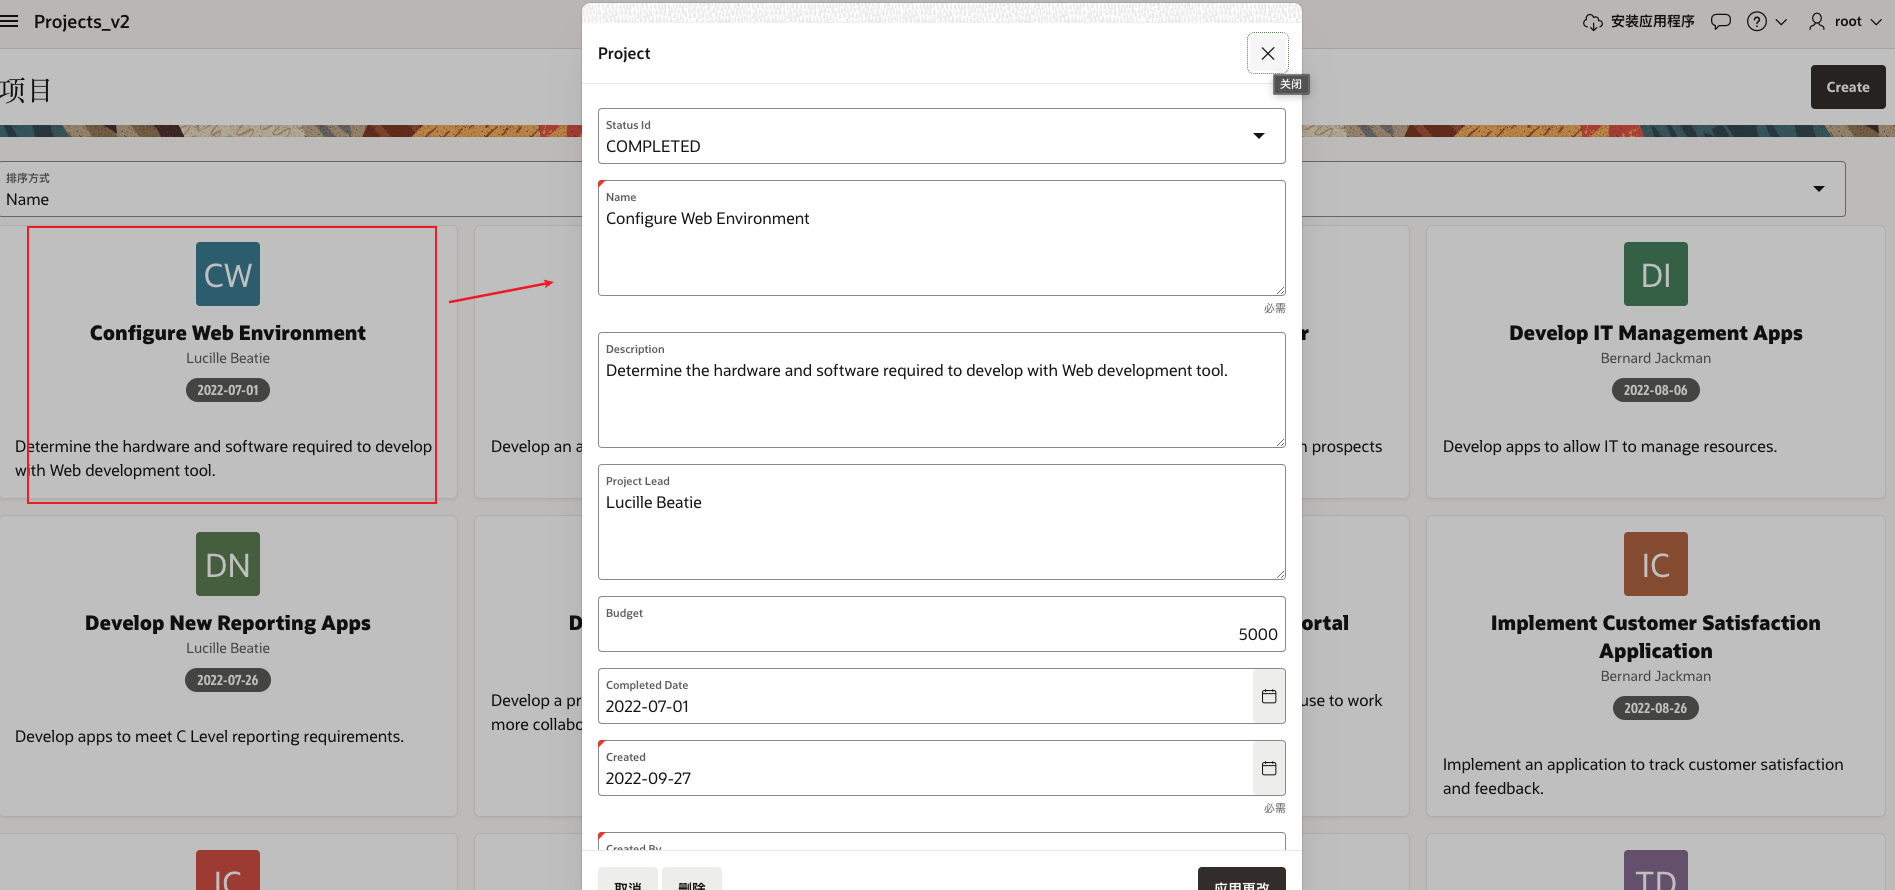 Projects_v2
安装应用程序
root
项目
Create
排序方式
Name
CW
Configure Web Environment
Lucille Beatie
2022-07-01
Determine the hardware and software required to develop
with Web development tool.
Develop an a
r
n prospects
DI
Develop IT Management Apps
Bernard Jackman
2022-08-06
Develop apps to allow IT to manage resources.
DN
Develop New Reporting Apps
Lucille Beatie
2022-07-26
Develop apps to meet C Level reporting requirements.
D
ortal
Develop a pr
more collabo
use to work
IC
Implement Customer Satisfaction
Application
Bernard Jackman
2022-08-26
Implement an application to track customer satisfaction
and feedback.
IC
TD
Project
关闭
Status Id
COMPLETED
Name
Configure Web Environment
必需
Description
Determine the hardware and software required to develop with Web development tool.
Project Lead
Lucille Beatie
Budget
5000
Completed Date
2022-07-01
Created
2022-09-27
必需
Created By
取消
删除
应用更改